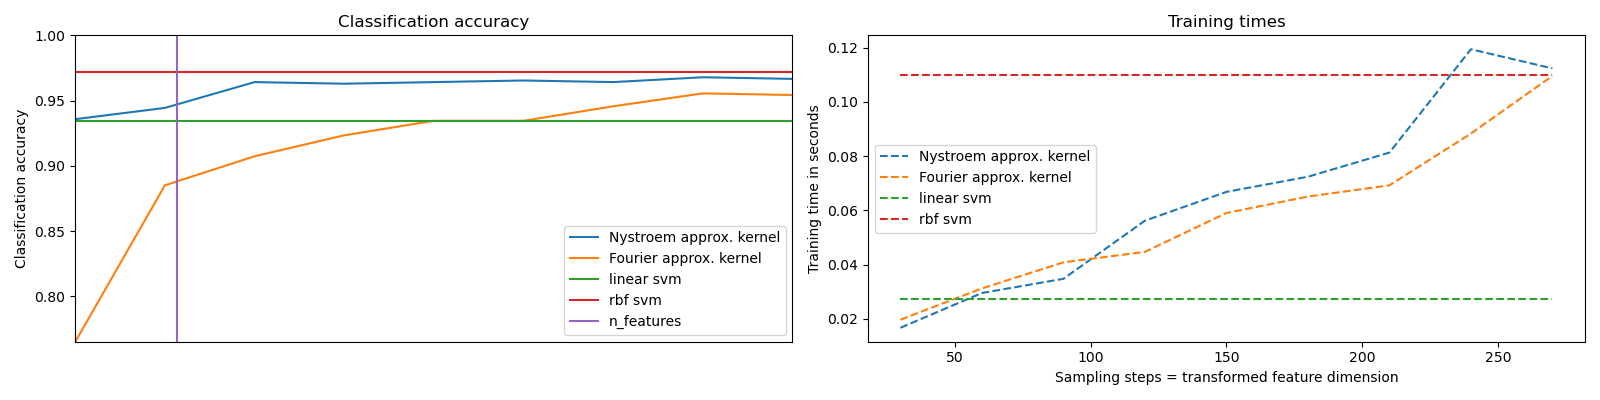 Classification accuracy
1.00
0.95
0.90
0.85
0.80
Classification accuracy
Nystroem approx. kernel
Fourier approx. kernel
linear svm
rbf svm
n_features
Training times
0.12
0.10
0.08
0.06
0.04
0.02
Training time in seconds
Nystroem approx. kernel
Fourier approx. kernel
linear svm
rbf svm
50 100 150 200 250
Sampling steps = transformed feature dimension